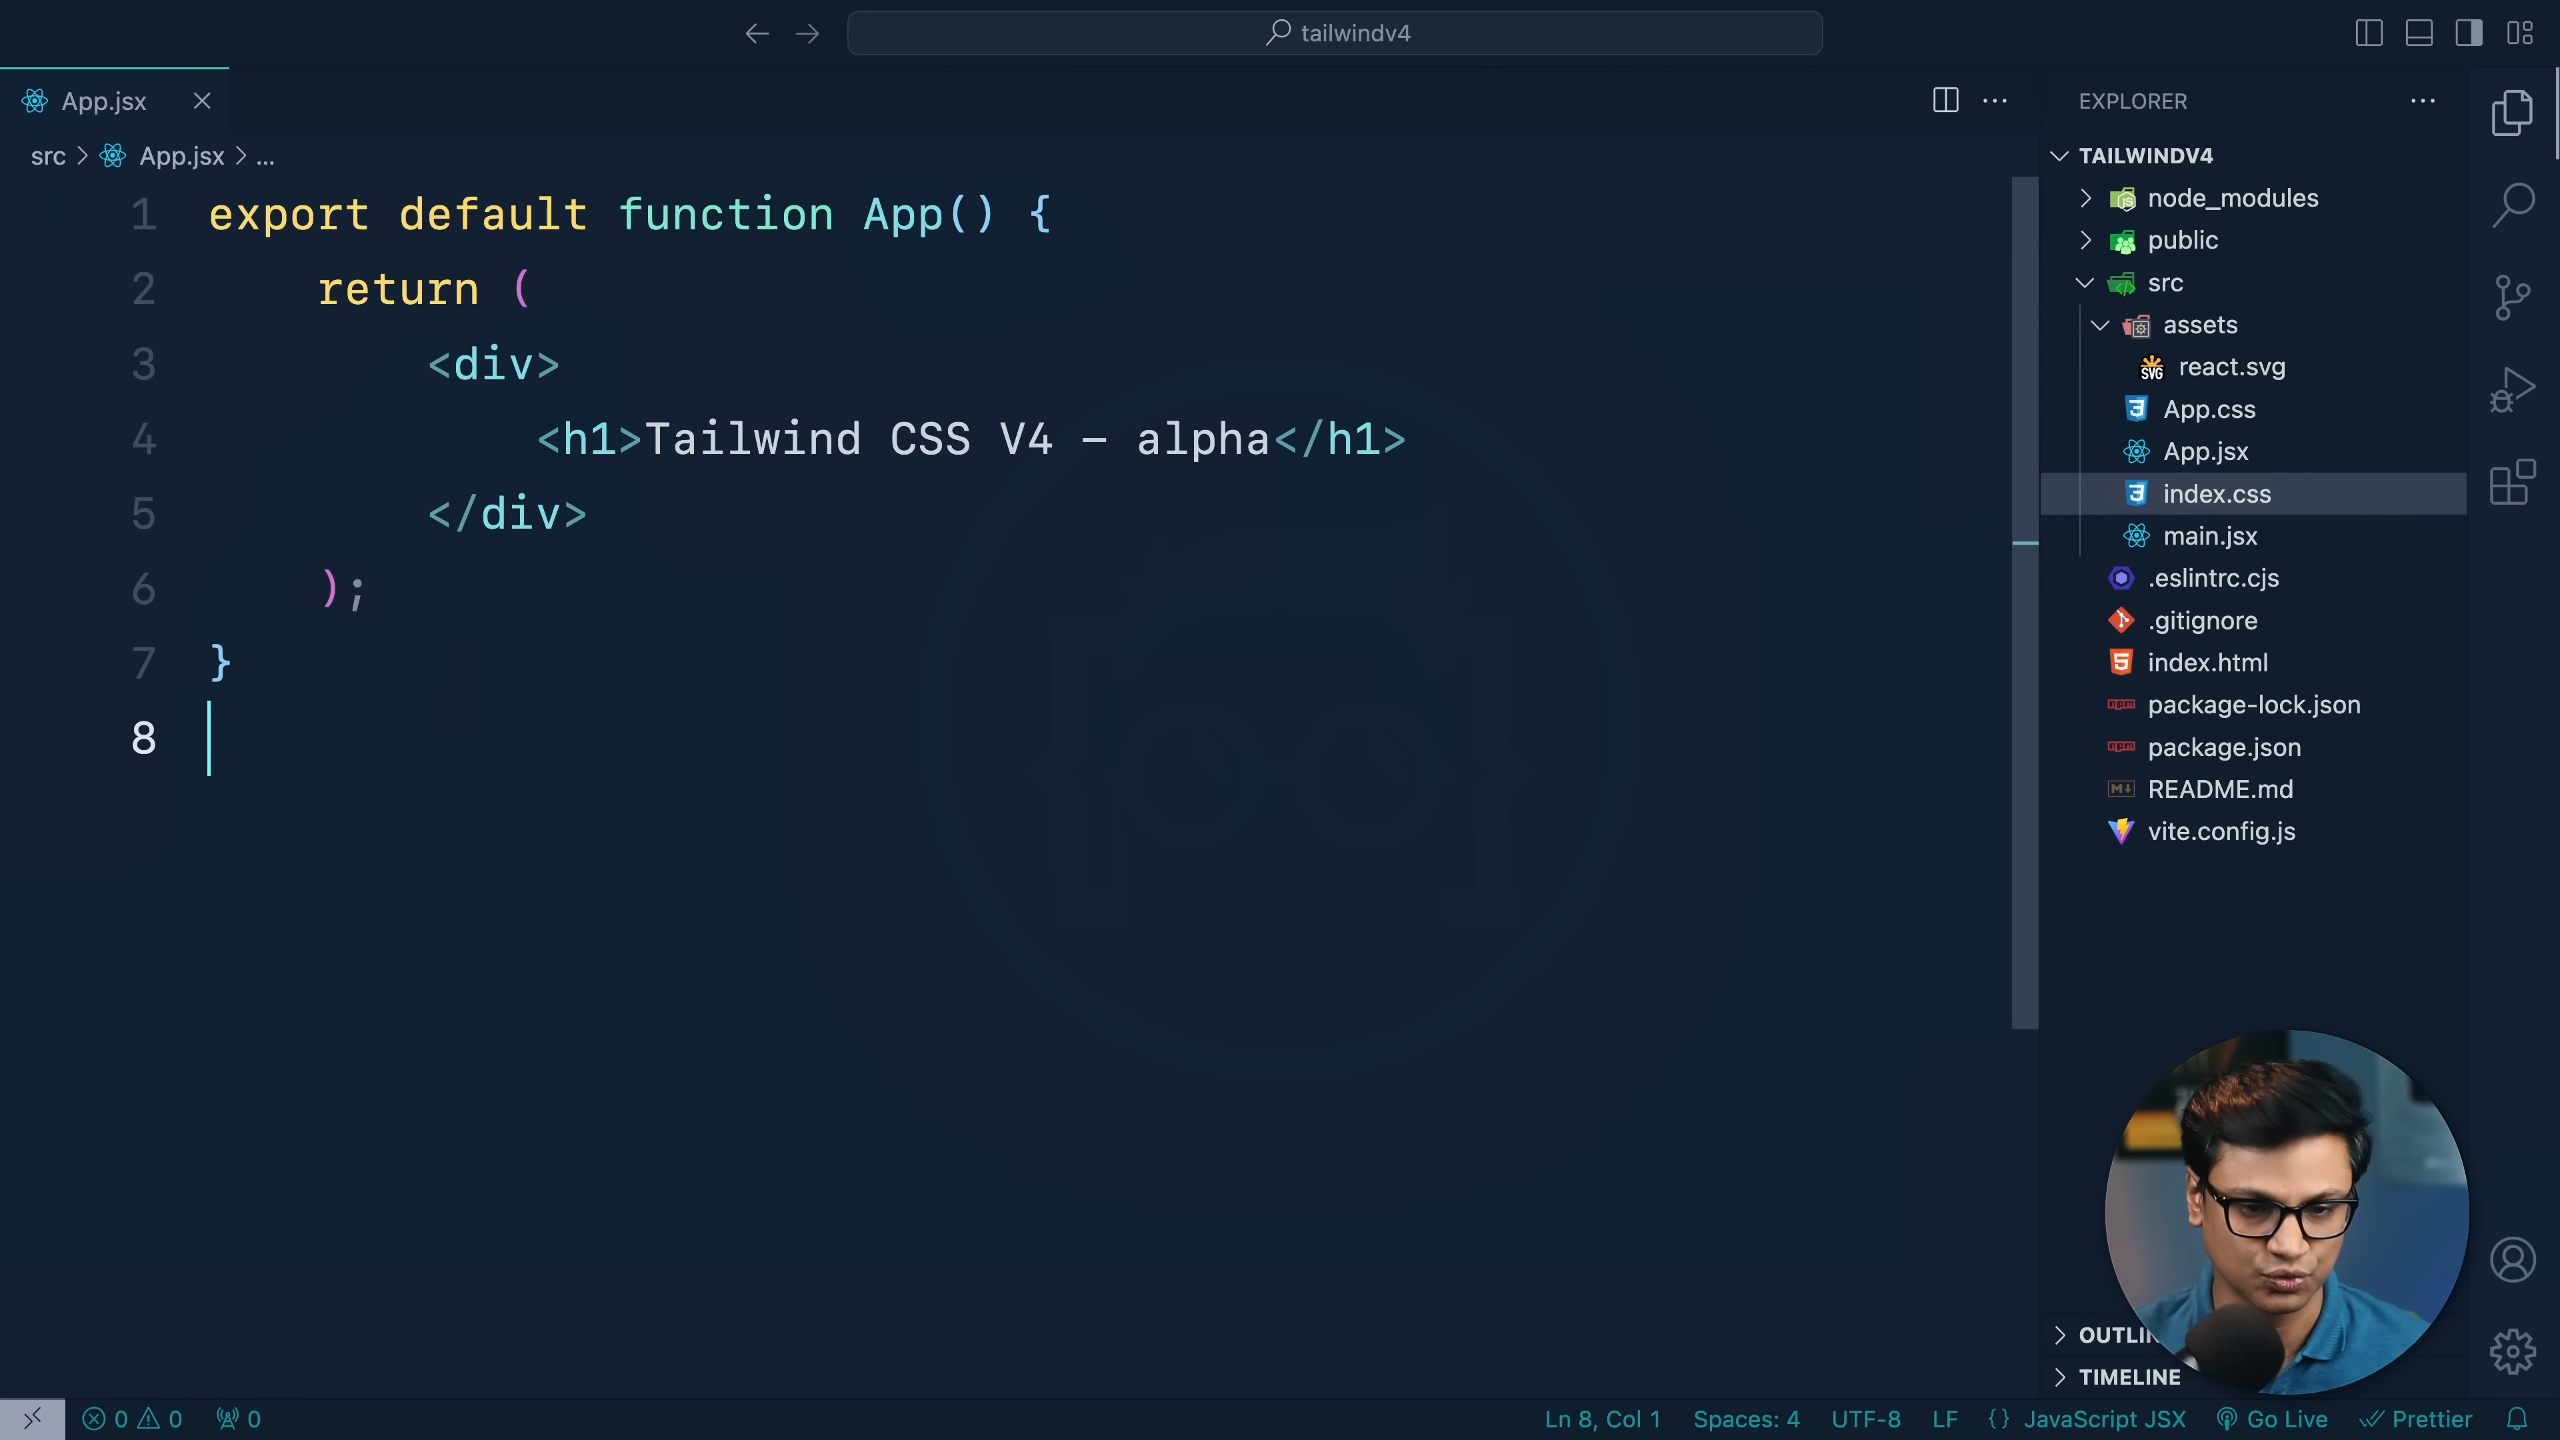 tailwindv4
App.jsx
src > App.jsx > ...
1 export default function App() {
2 return (
3 <div>
4 <h1>Tailwind CSS V4 – alpha</h1>
5 </div>
6 );
7 }
8
EXPLORER
TAILWINDV4
node_modules
public
src
assets
react.svg
App.css
App.jsx
index.css
main.jsx
.eslintrc.cjs
.gitignore
index.html
package-lock.json
package.json
README.md
vite.config.js
TIMELINE
0 0 0
Ln 8, Col 1 Spaces: 4 UTF-8 LF {} JavaScript JSX Go Live Prettier